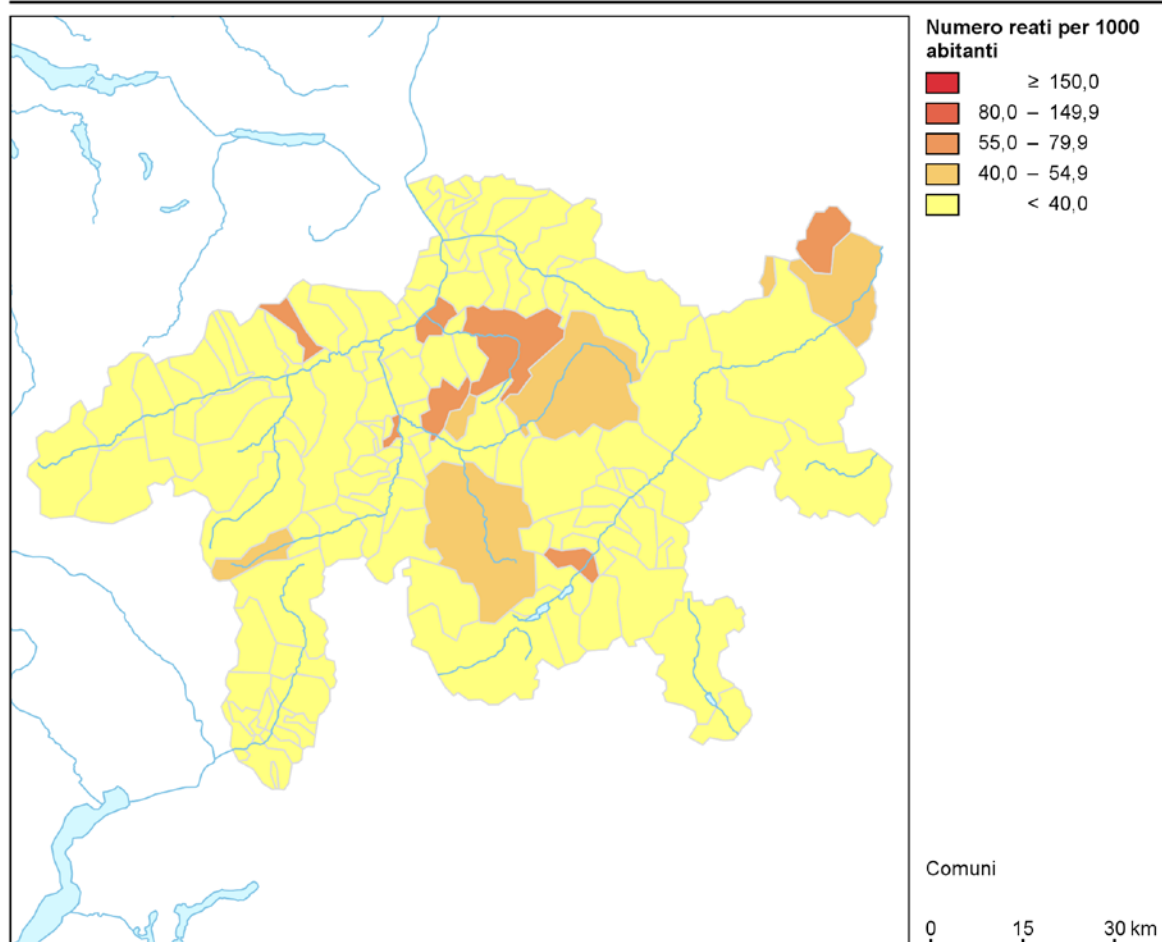 Numero reati per 1000
abitanti
≥ 150,0
80,0 – 149,9
55,0 – 79,9
40,0 – 54,9
< 40,0
Comuni
0 15 30 km